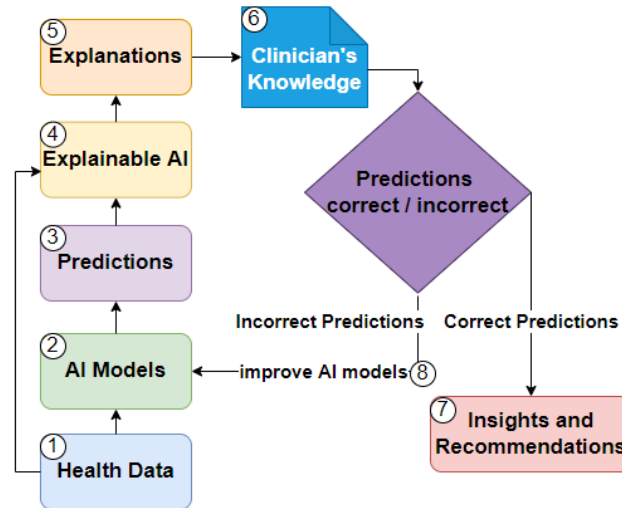 5
Explanations
6
Clinician's
Knowledge
4
Explainable AI
Predictions
correct / incorrect
3
Predictions
Incorrect Predictions
Correct Predictions
2
AI Models
improve AI models
8
7
Insights and
Recommendations
1
Health Data